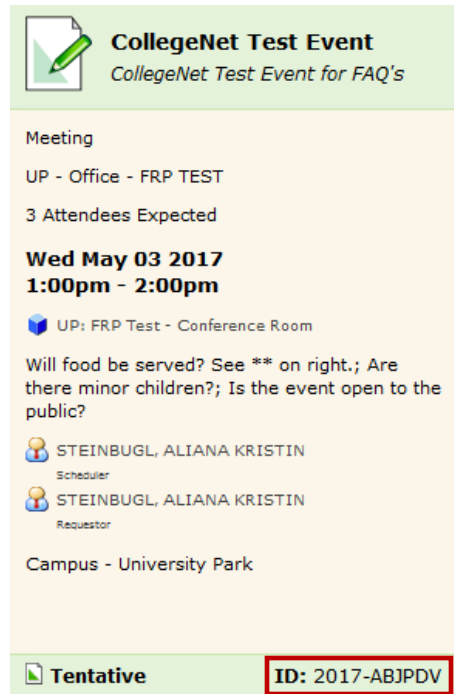 CollegeNet Test Event
CollegeNet Test Event for FAQ's
Meeting
UP - Office - FRP TEST
3 Attendees Expected
Wed May 03 2017
1:00pm - 2:00pm
UP: FRP Test - Conference Room
Will food be served? See ** on right.; Are
there minor children?; Is the event open to the
public?
STEINBUGL, ALIANA KRISTIN
Scheduler
STEINBUGL, ALIANA KRISTIN
Requestor
Campus - University Park
Tentative ID: 2017-ABJPDV